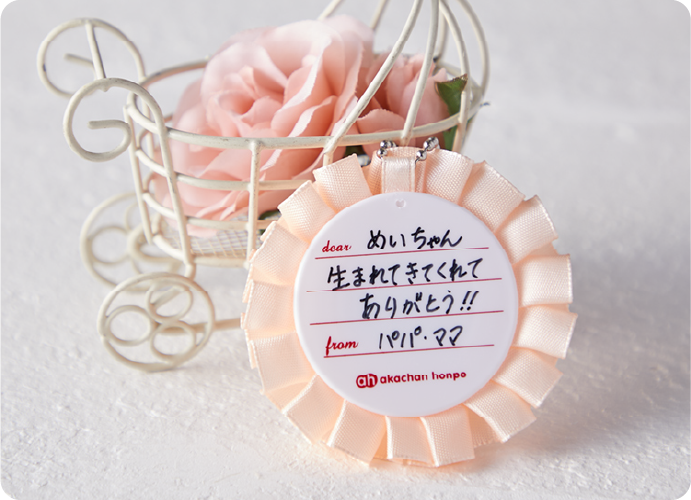 dear めいちゃん
生まれてきてくれて
ありがとう!!
from パパ・ママ
ah akachan honpo